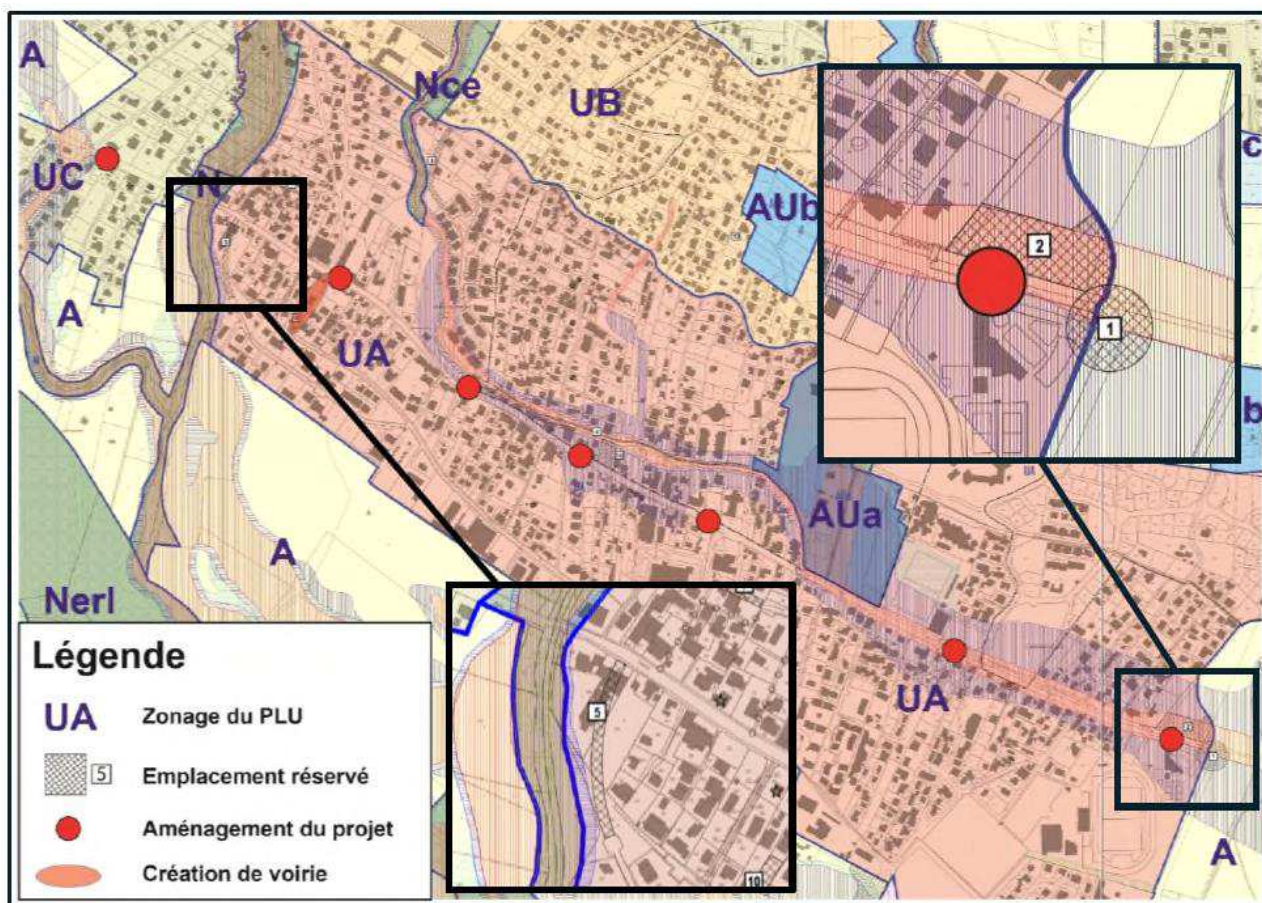 A
Nce
UB
UC
N
AUb
c
2
1
A
UA
b
AUa
A
Nerl
UA
5
10
A
Légende
UA Zonage du PLU
5 Emplacement réservé
Aménagement du projet
Création de voirie